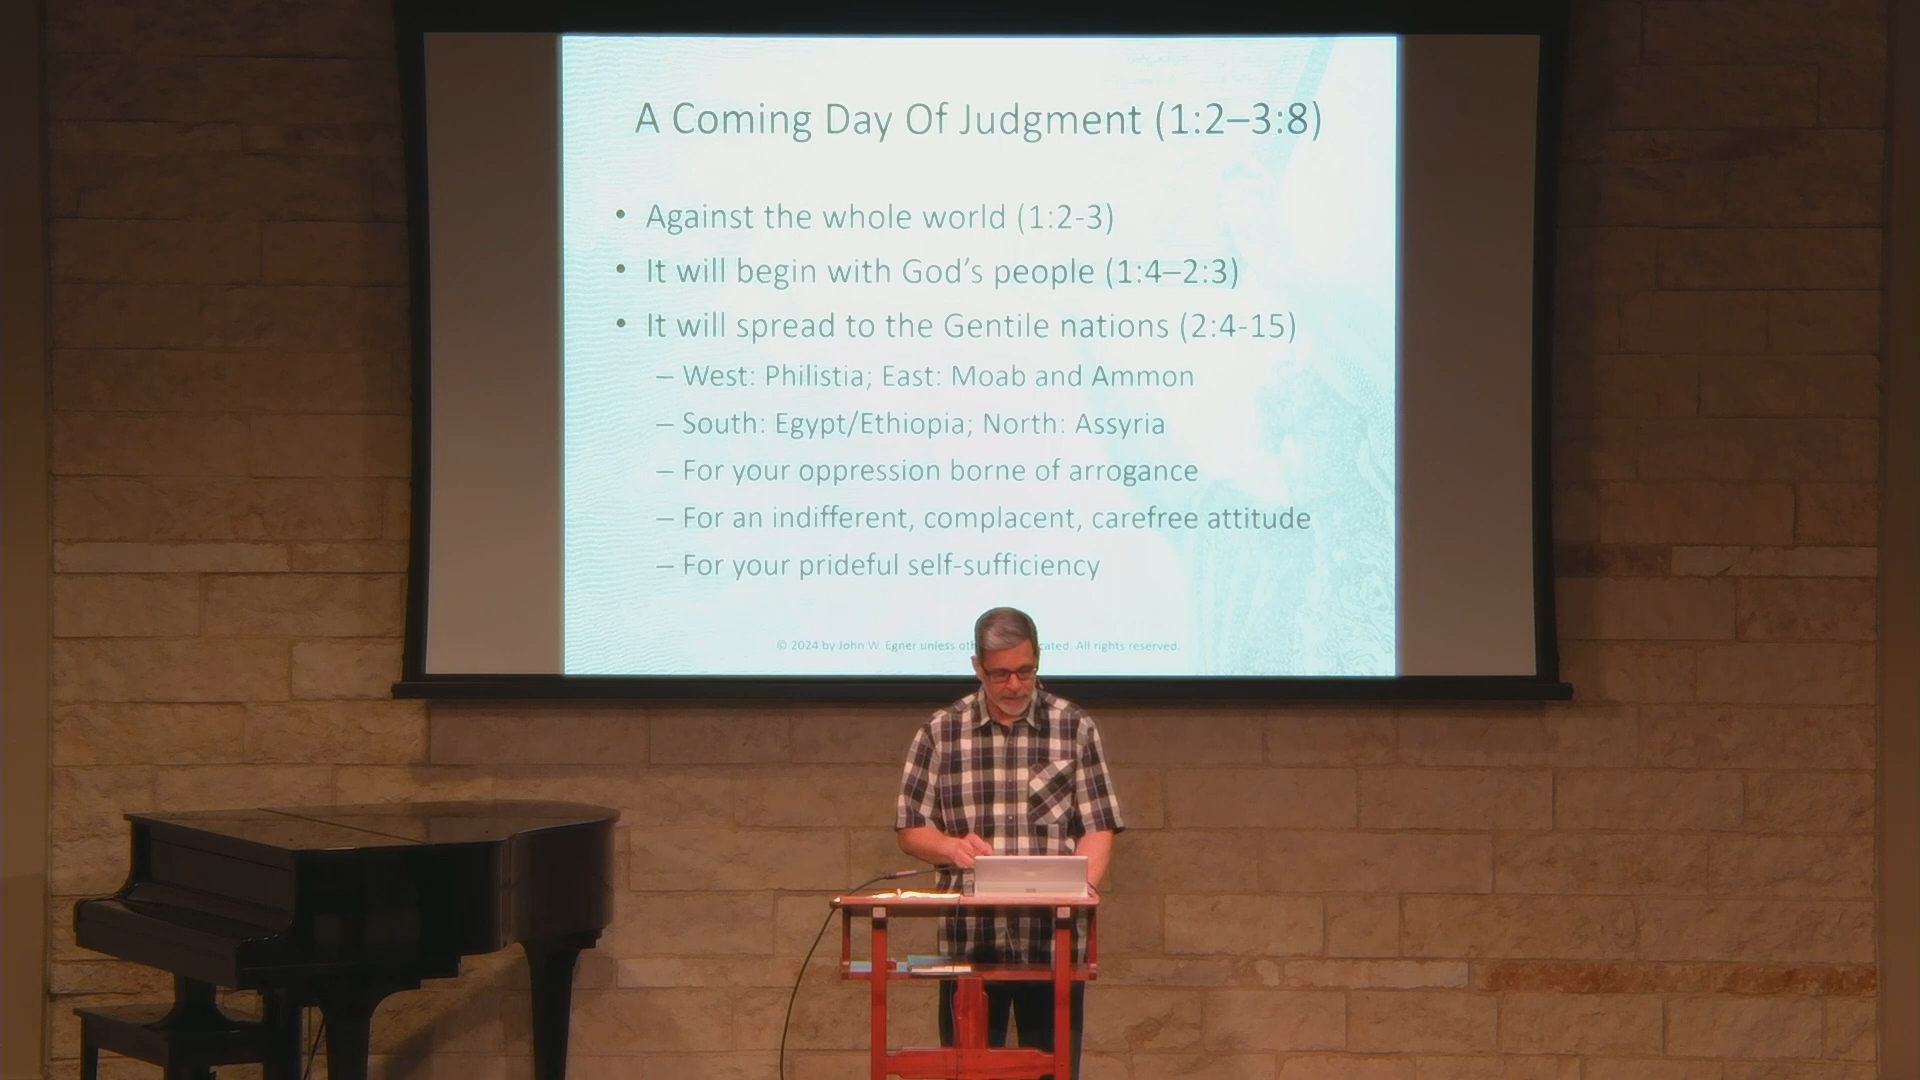 A Coming Day Of Judgment (1:2–3:8)
• Against the whole world (1:2-3)
• It will begin with God's people (1:4–2:3)
• It will spread to the Gentile nations (2:4-15)
– West: Philistia; East: Moab and Ammon
– South: Egypt/Ethiopia; North: Assyria
– For your oppression borne of arrogance
– For an indifferent, complacent, carefree attitude
– For your prideful self-sufficiency
© 2024 by John W. Egner unless All rights reserved.